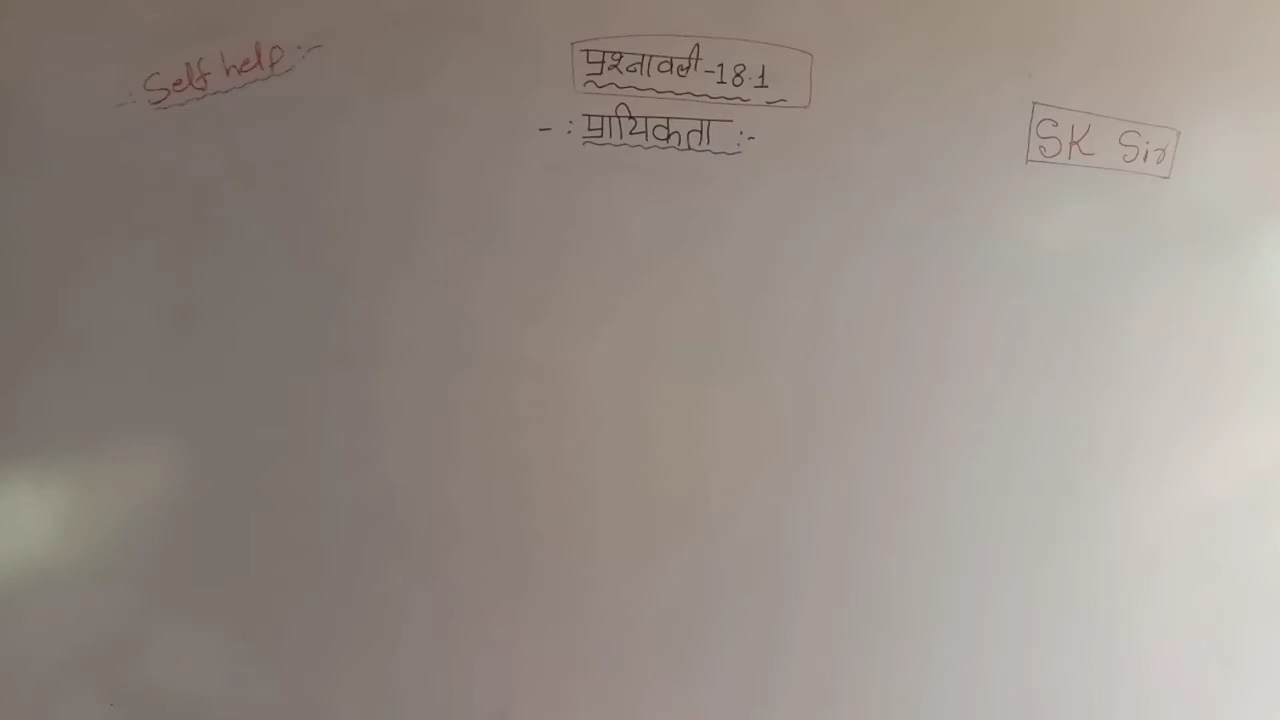 Self help :-
प्रश्नावली-18.1
-: प्रायिकता :-
SK Sir